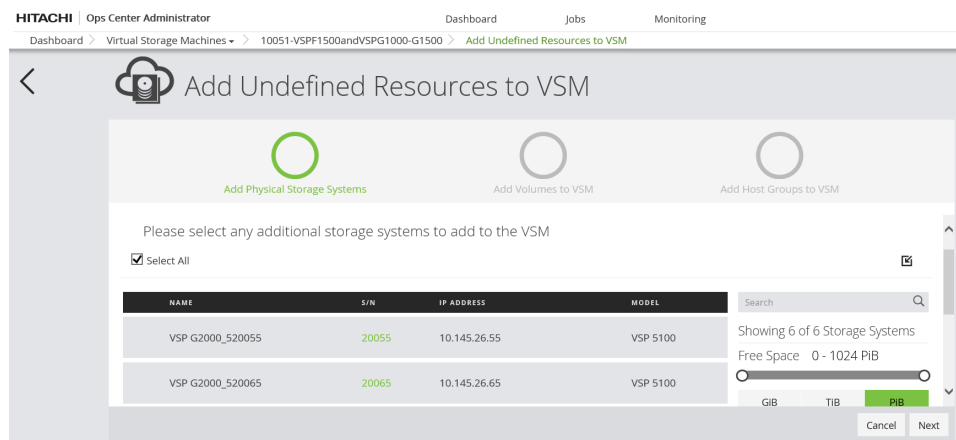 HITACHI Ops Center Administrator Dashboard Jobs Monitoring
Dashboard Virtual Storage Machines 10051-VSPF1500andVSPG1000-G1500 Add Undefined Resources to VSM
Add Undefined Resources to VSM
Add Physical Storage Systems Add Volumes to VSM Add Host Groups to VSM
Please select any additional storage systems to add to the VSM
Select All
NAME S/N IP ADDRESS MODEL
VSP G2000_520055 20055 10.145.26.55 VSP 5100
VSP G2000_520065 20065 10.145.26.65 VSP 5100
Search
Showing 6 of 6 Storage Systems
Free Space 0 - 1024 PiB
GiB TiB PiB
Cancel Next